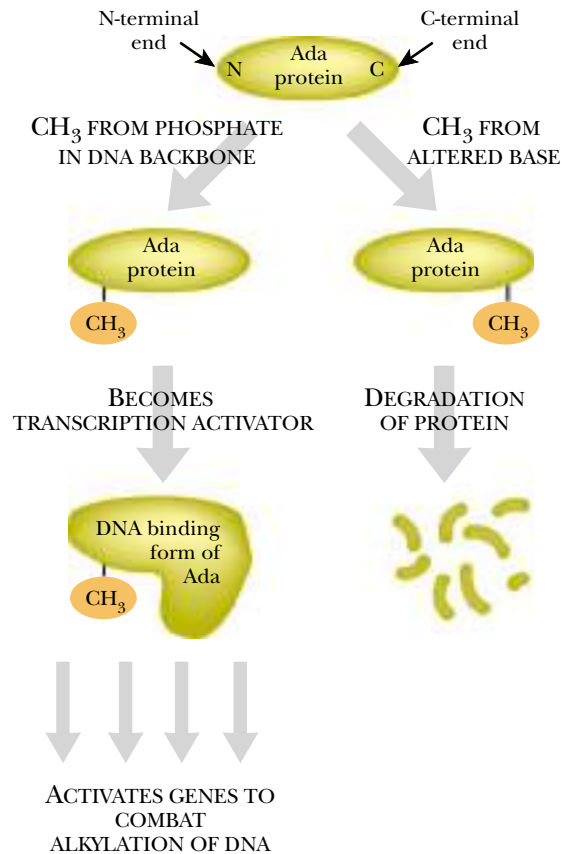 N-terminal
end
C-terminal
end
Ada
protein
N
C
CH₃ FROM PHOSPHATE
IN DNA BACKBONE
CH₃ FROM
ALTERED BASE
Ada
protein
CH₃
Ada
protein
CH₃
BECOMES
TRANSCRIPTION ACTIVATOR
DEGRADATION
OF PROTEIN
DNA binding
form of
Ada
CH₃
ACTIVATES GENES TO
COMBAT
ALKYLATION OF DNA